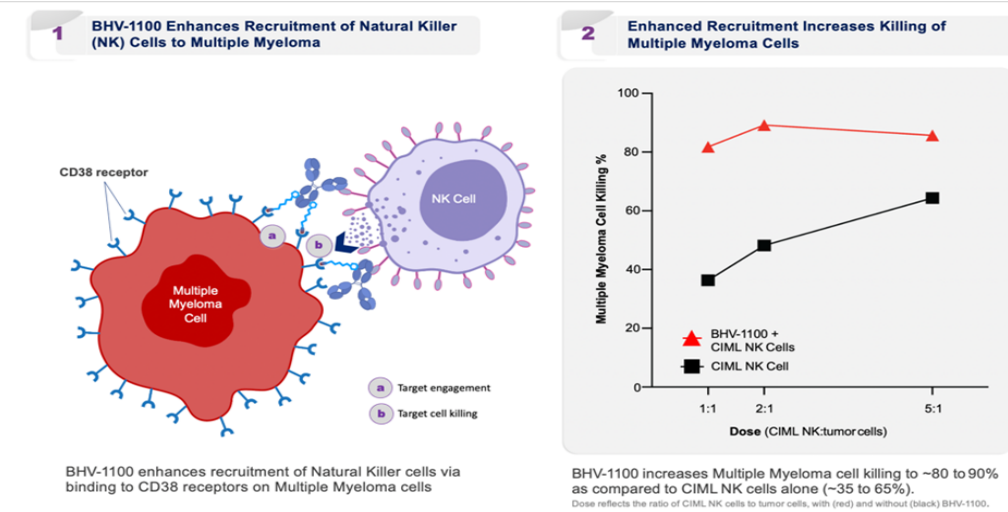 1
BHV-1100 Enhances Recruitment of Natural Killer
(NK) Cells to Multiple Myeloma
CD38 receptor
NK Cell
a
b
Multiple
Myeloma
Cell
a Target engagement
b Target cell killing
BHV-1100 enhances recruitment of Natural Killer cells via
binding to CD38 receptors on Multiple Myeloma cells
2
Enhanced Recruitment Increases Killing of
Multiple Myeloma Cells
Multiple Myeloma Cell Killing %
100
80
60
40
20
0
BHV-1100 +
CIML NK Cells
CIML NK Cell
1:1 2:1 5:1
Dose (CIML NK:tumor cells)
BHV-1100 increases Multiple Myeloma cell killing to ~80 to 90%
as compared to CIML NK cells alone (~35 to 65%).
Dose reflects the ratio of CIML NK cells to tumor cells, with (red) and without (black) BHV-1100.